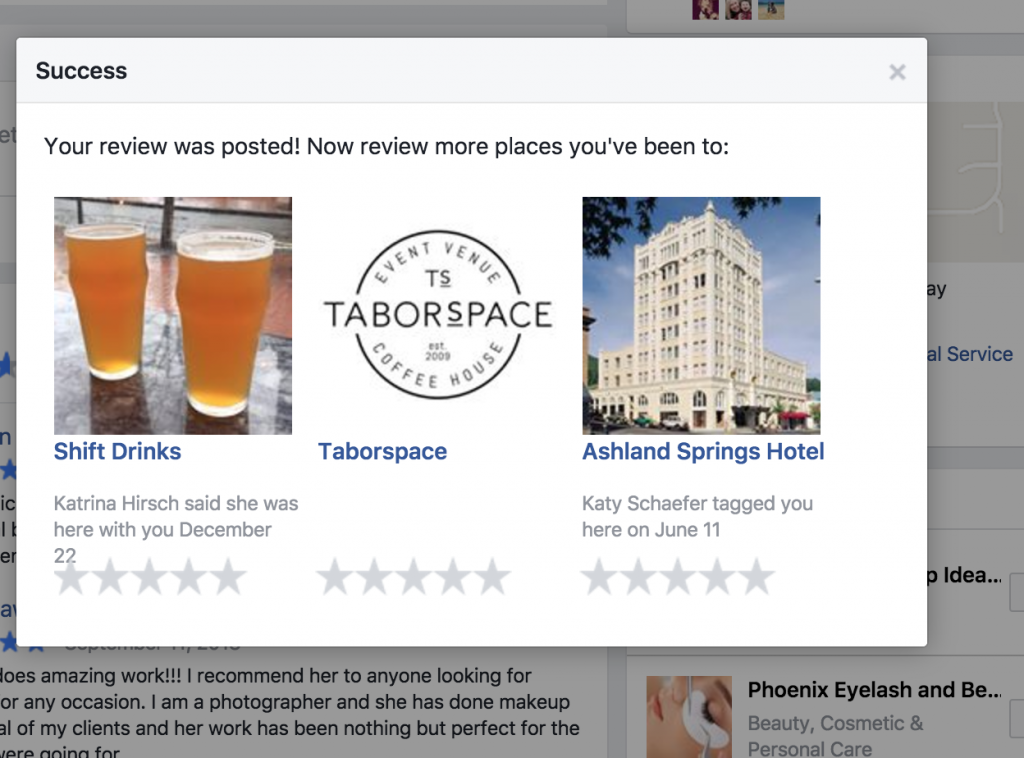 Success
×
Your review was posted! Now review more places you've been to:
EVENT VENUE
TS
TABORSPACE
est.
2009
COFFEE HOUSE
Shift Drinks
Taborspace
Ashland Springs Hotel
Katrina Hirsch said she was
here with you December
22
Katy Schaefer tagged you
here on June 11
does amazing work!!! I recommend her to anyone looking for
or any occasion. I am a photographer and she has done makeup
al of my clients and her work has been nothing but perfect for the
were going for
ay
al Service
p Idea...
Phoenix Eyelash and Be...
Beauty, Cosmetic &
Personal Care